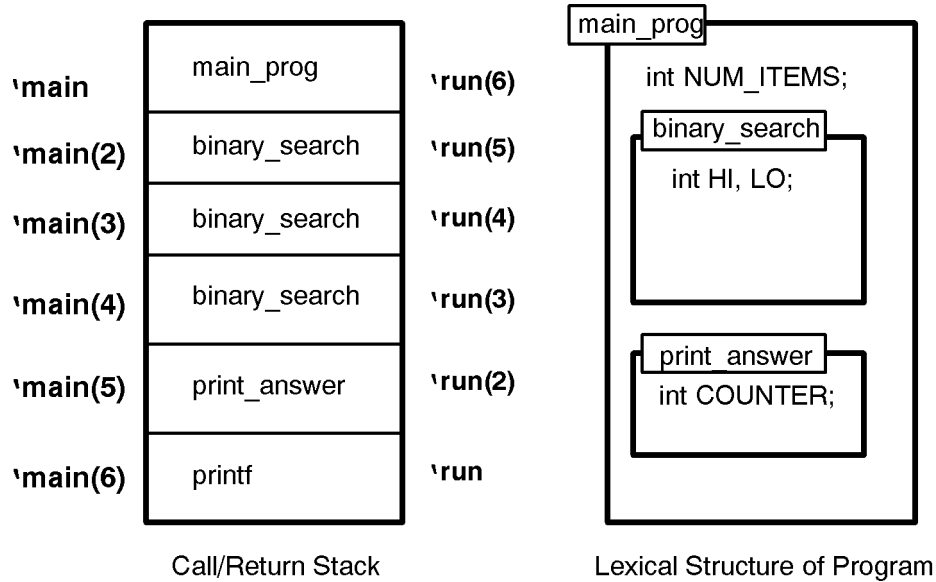 ‵main
main_prog
‵run(6)
‵main(2)
binary_search
‵run(5)
‵main(3)
binary_search
‵run(4)
‵main(4)
binary_search
‵run(3)
‵main(5)
print_answer
‵run(2)
‵main(6)
printf
‵run
Call/Return Stack
main_prog
int NUM_ITEMS;
binary_search
int HI, LO;
print_answer
int COUNTER;
Lexical Structure of Program